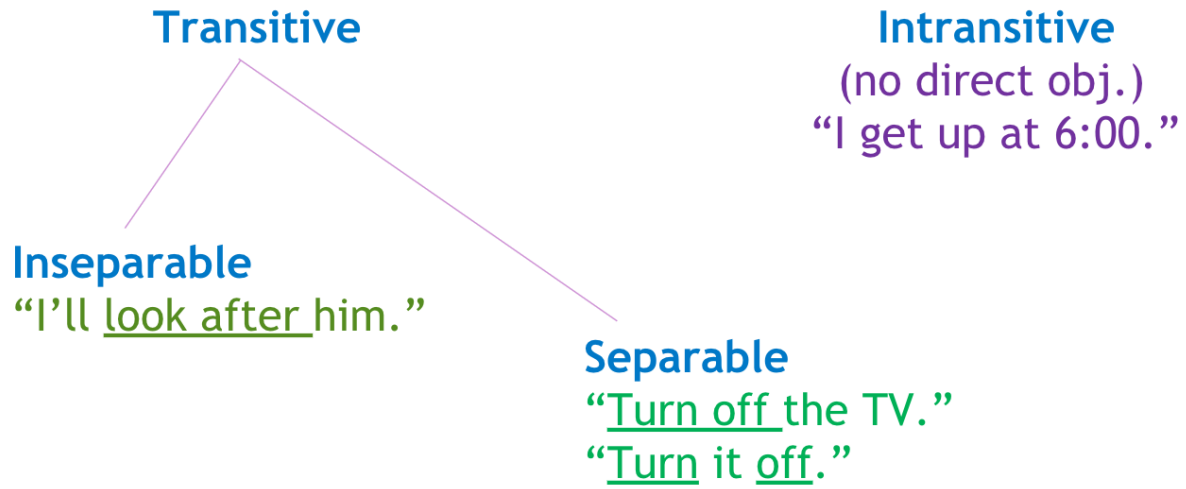 Transitive
Intransitive
(no direct obj.)
“I get up at 6:00.”
Inseparable
“I’ll look after him.”
Separable
“Turn off the TV.”
“Turn it off.”